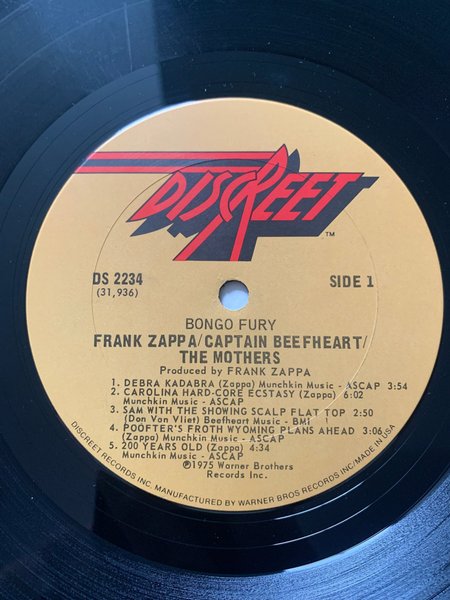 DISCREET
TM
DS 2234
SIDE 1
(31,936)
BONGO FURY
FRANK ZAPPA/CAPTAIN BEEFHEART/
THE MOTHERS
Produced by FRANK ZAPPA
1. DEBRA KADABRA (Zappa) Munchkin Music - ASCAP 3:54
2. CAROLINA HARD-CORE ECSTASY (Zappa) 6:02
Munchkin Music - ASCAP
3. SAM WITH THE SHOWING SCALP FLAT TOP 2:50
(Don Van Vliet) Beefheart Music - BMI
4. POOFTER'S FROTH WYOMING PLANS AHEAD 3:06
(Zappa) Munchkin Music - ASCAP
5. 200 YEARS OLD (Zappa) 4:34
Munchkin Music - ASCAP
℗1975 Warner Brothers
Records Inc.
DISCREET RECORDS INC. MANUFACTURED BY WARNER BROS RECORDS INC/MADE IN U.S.A.